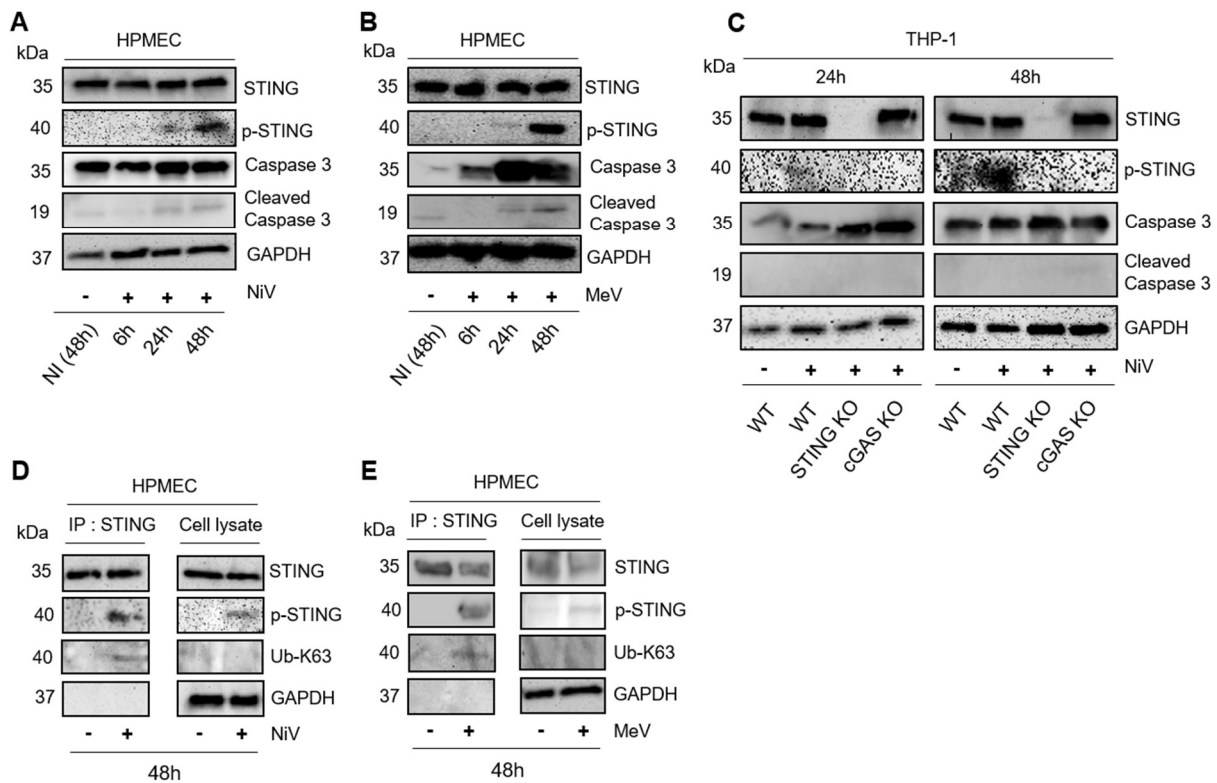 A
HPMEC
kDa
35 STING
40 p-STING
35 Caspase 3
19 Cleaved
Caspase 3
37 GAPDH
- + + + NiV
NI (48h) 6h 24h 48h
B
HPMEC
kDa
35 STING
40 p-STING
35 Caspase 3
19 Cleaved
Caspase 3
37 GAPDH
- + + + MeV
NI (48h) 6h 24h 48h
C
THP-1
kDa 24h 48h
35 STING
40 p-STING
35 Caspase 3
19 Cleaved
Caspase 3
37 GAPDH
- + + + - + + + NiV
WT WT STING KO cGAS KO WT WT STING KO cGAS KO
D
HPMEC
kDa IP : STING Cell lysate
35 STING
40 p-STING
40 Ub-K63
37 GAPDH
- + - + NiV
48h
E
HPMEC
kDa IP : STING Cell lysate
35 STING
40 p-STING
40 Ub-K63
37 GAPDH
- + - + MeV
48h